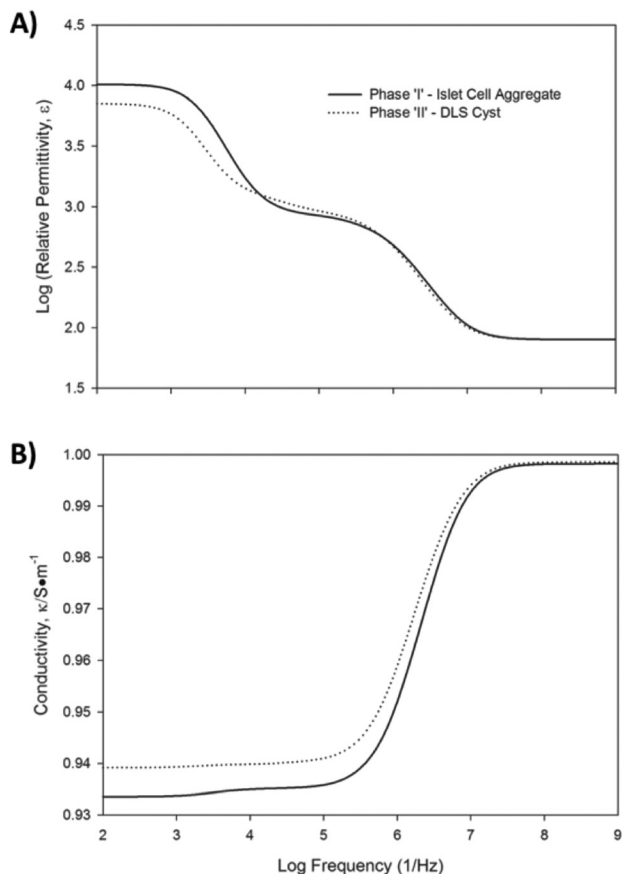 A)
4.5
4.0
3.5
3.0
2.5
2.0
1.5
Log (Relative Permittivity, ε)
Phase 'I' - Islet Cell Aggregate
Phase 'II' - DLS Cyst
B)
1.00
0.99
0.98
0.97
0.96
0.95
0.94
0.93
Conductivity, κ/S•m⁻¹
2 3 4 5 6 7 8 9
Log Frequency (1/Hz)